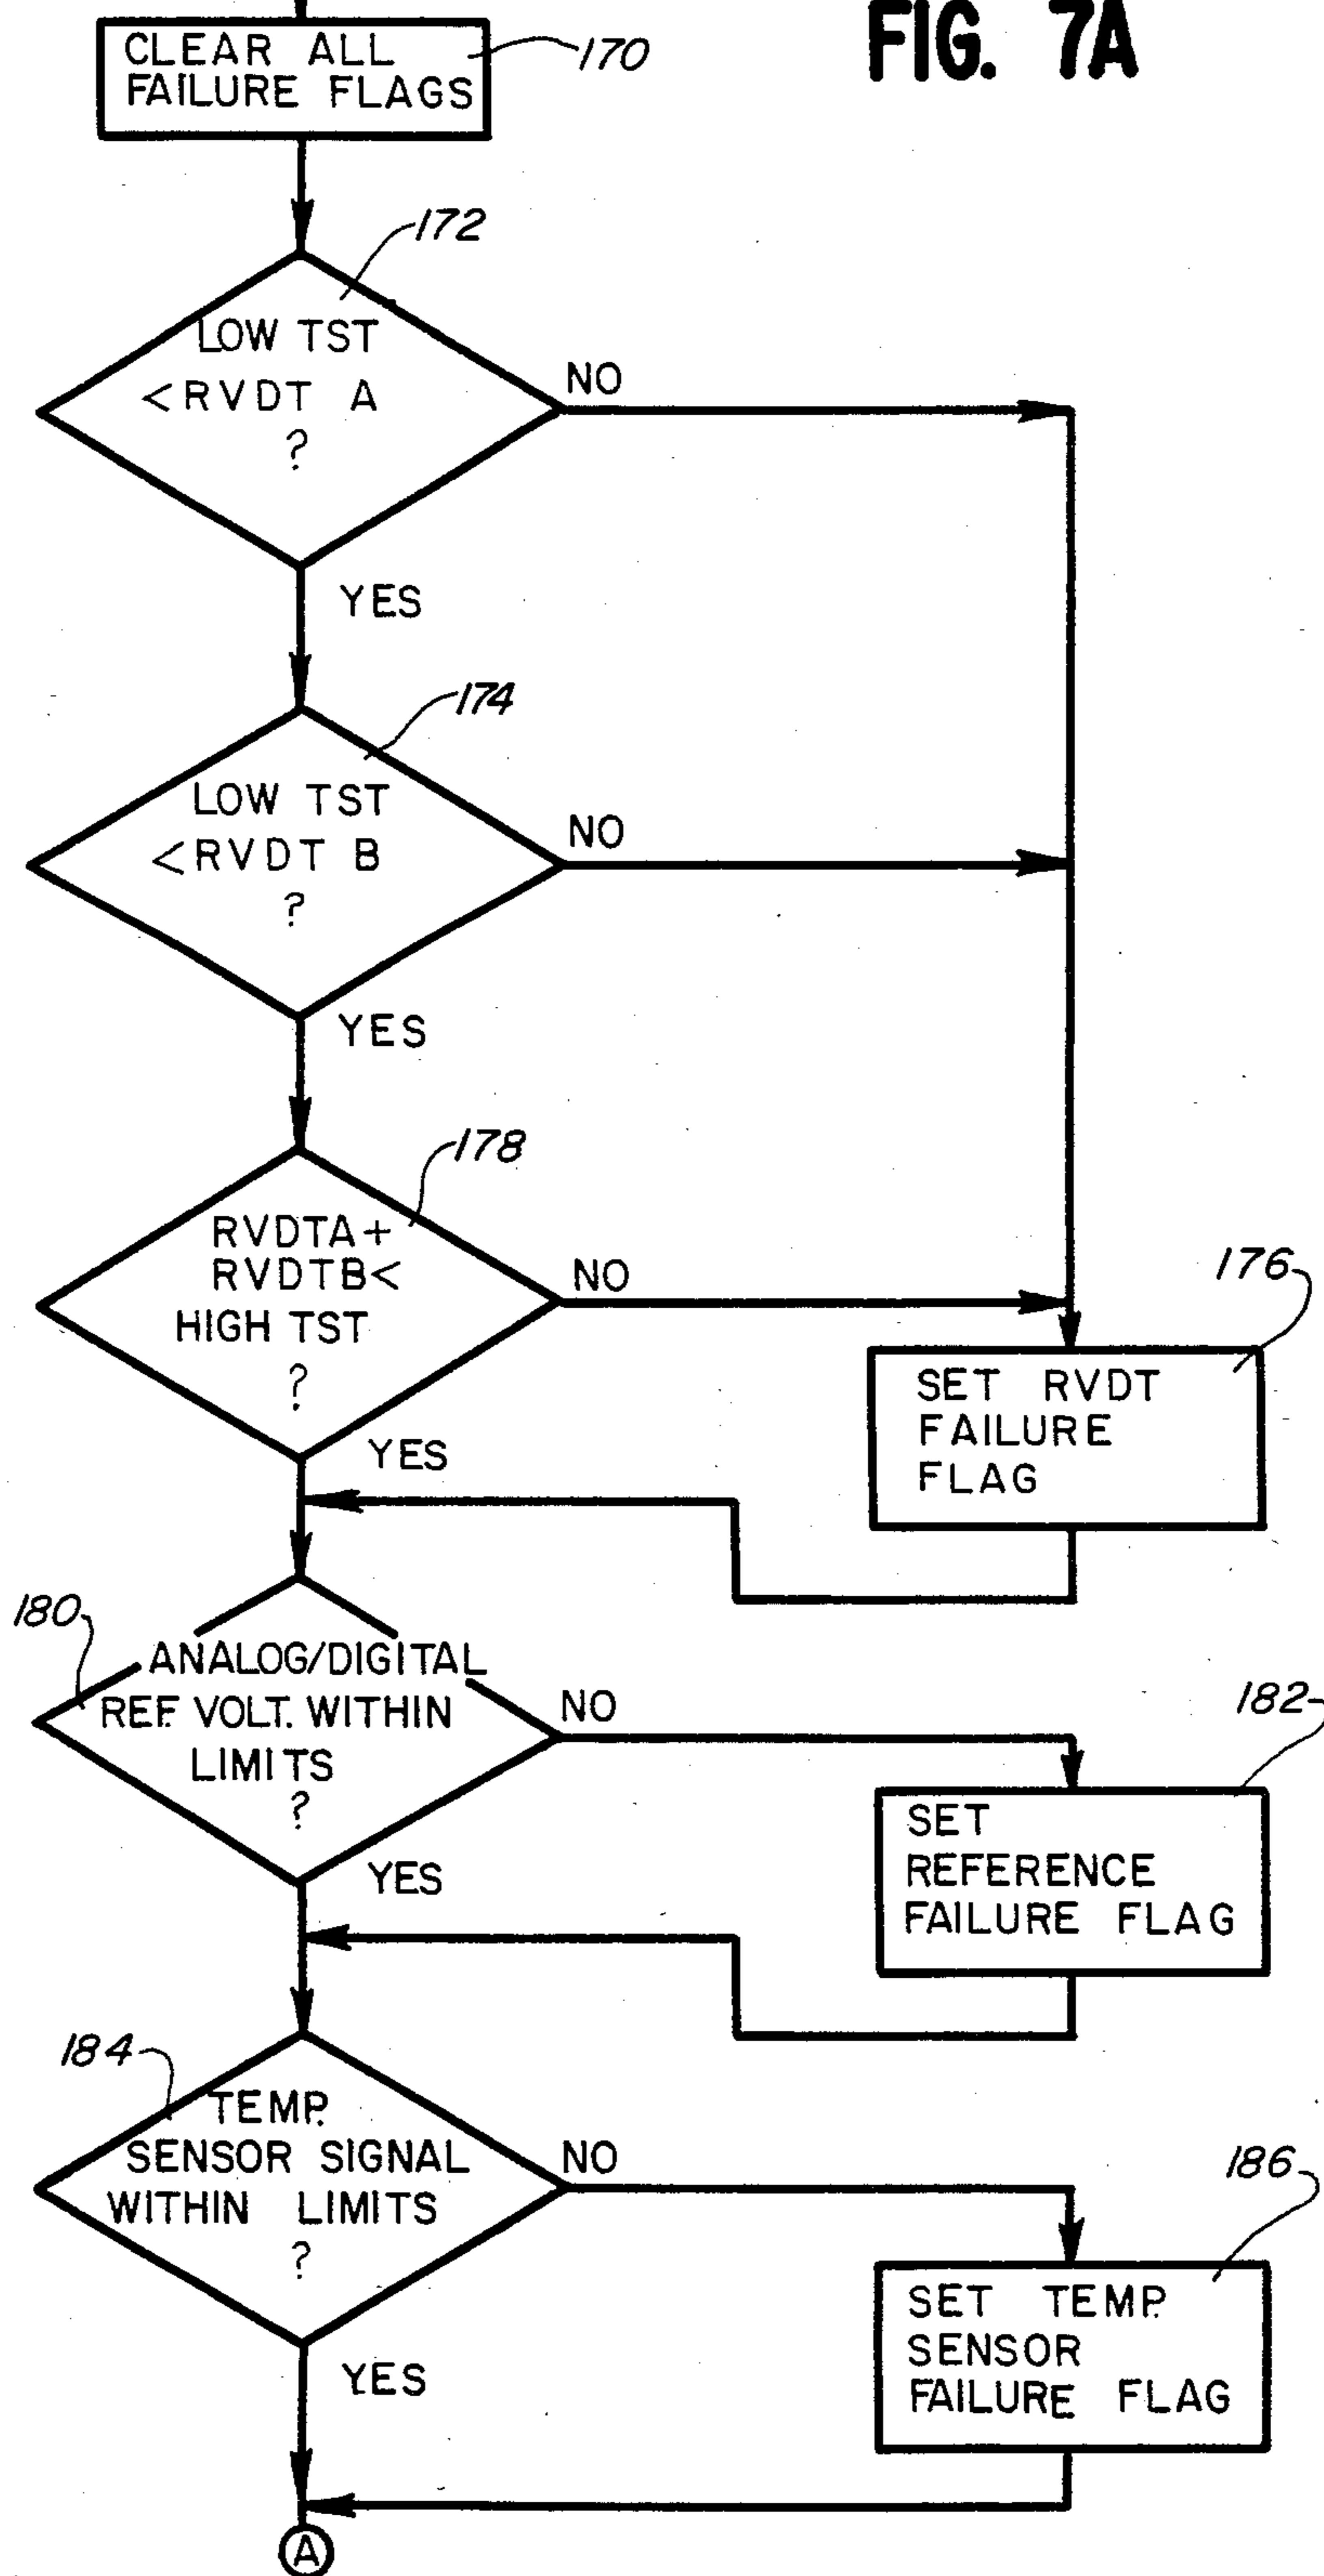 FIG. 7A
CLEAR ALL
FAILURE FLAGS
170
172
LOW TST
<RVDT A
?
NO
YES
174
LOW TST
<RVDT B
?
NO
YES
178
RVDTA+
RVDTB<
HIGH TST
?
NO
YES
176
SET RVDT
FAILURE
FLAG
180
ANALOG/DIGITAL
REF. VOLT. WITHIN
LIMITS
?
NO
YES
182
SET
REFERENCE
FAILURE FLAG
184
TEMP.
SENSOR SIGNAL
WITHIN LIMITS
?
NO
YES
186
SET TEMP.
SENSOR
FAILURE FLAG
A